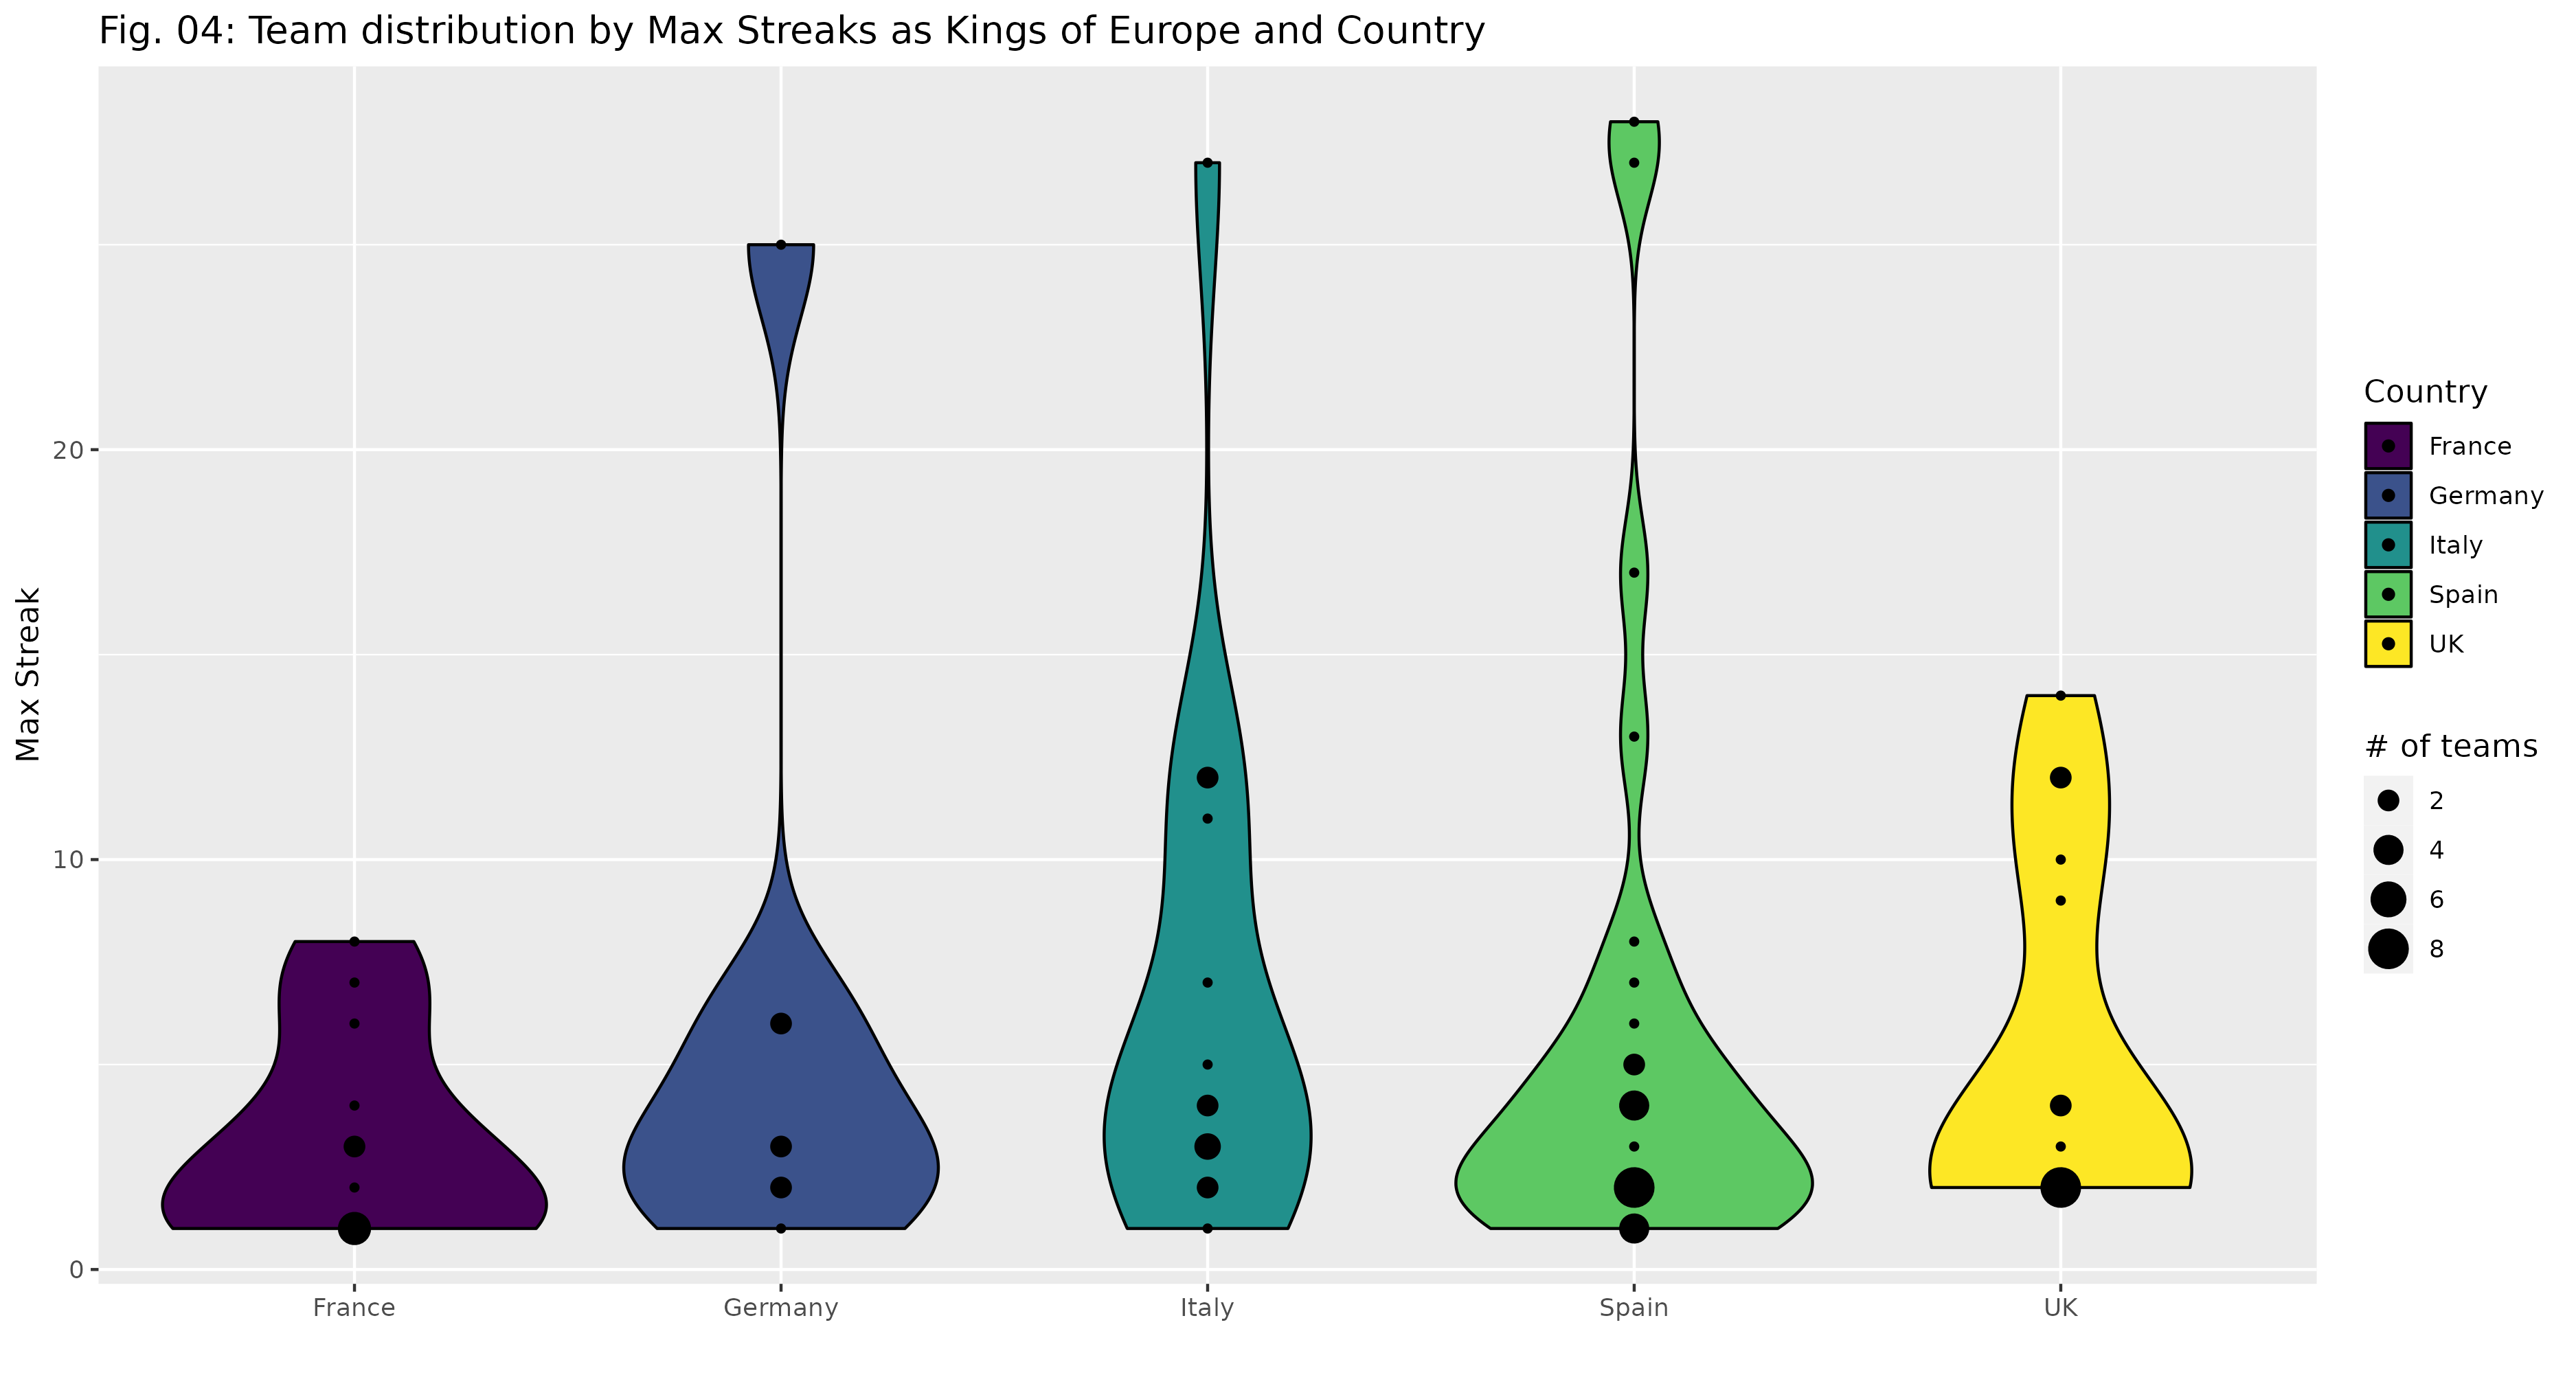 Fig. 04: Team distribution by Max Streaks as Kings of Europe and Country
Max Streak
20
10
0
France
Germany
Italy
Spain
UK
Country
France
Germany
Italy
Spain
UK
# of teams
2
4
6
8